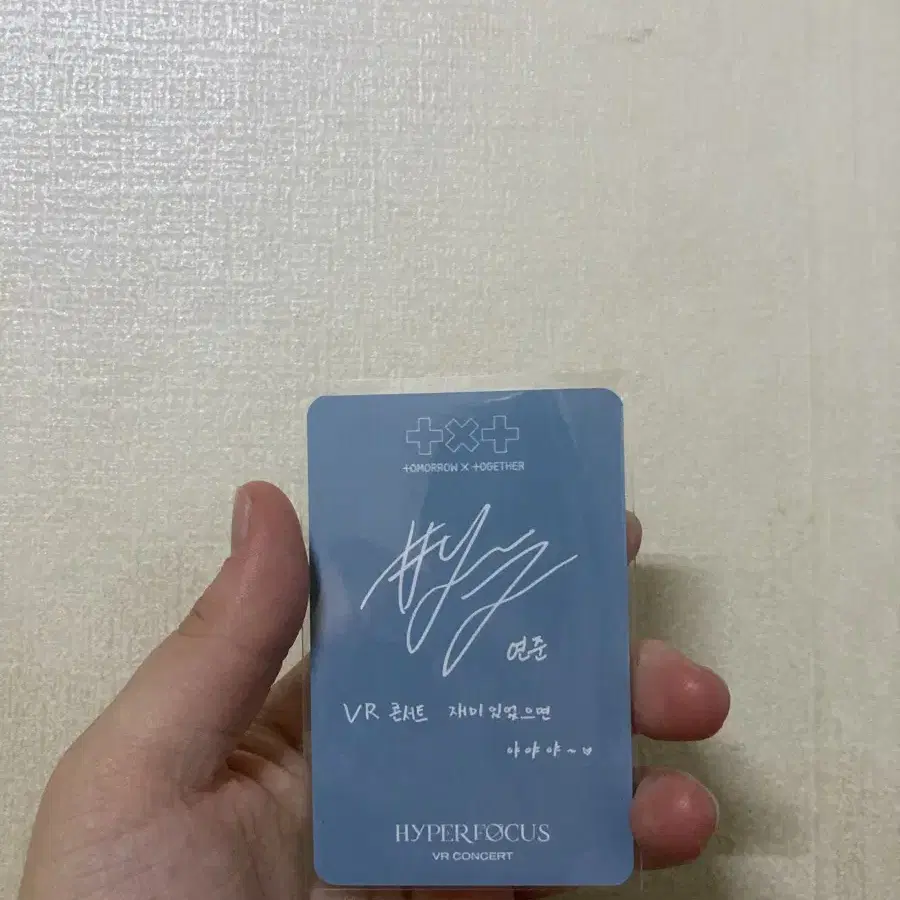 TOMORROW X TOGETHER
연준
VR 콘서트 재미있었으면
야야야~♡
HYPERFOCUS
VR CONCERT